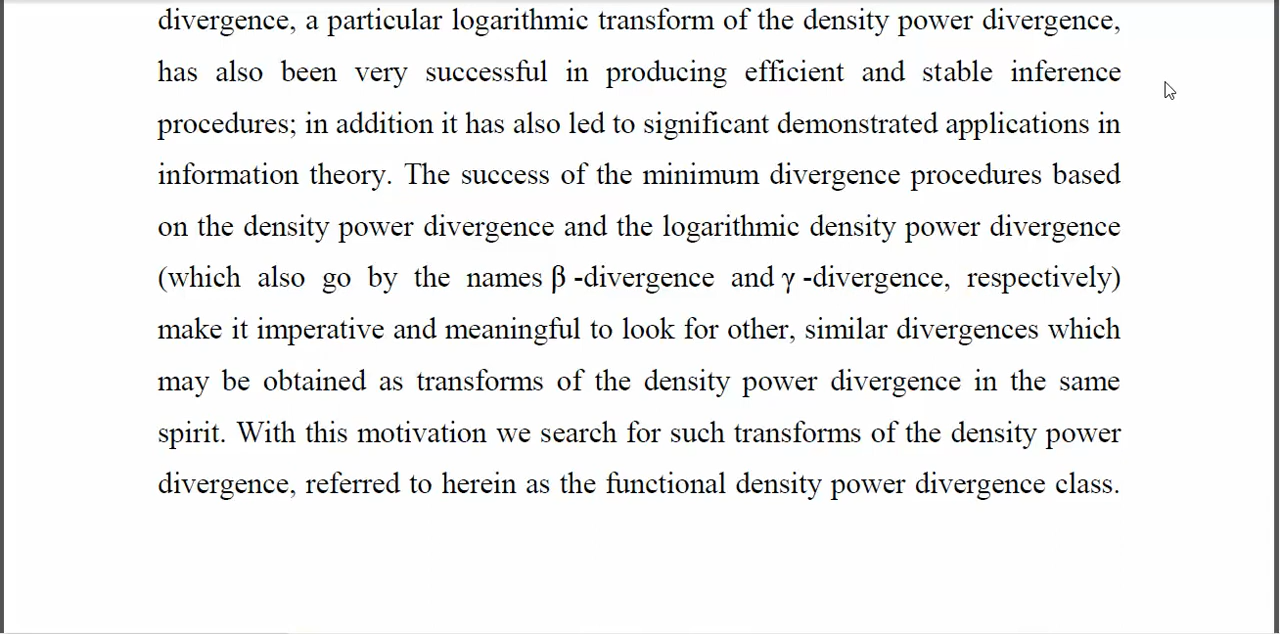 divergence, a particular logarithmic transform of the density power divergence,
has also been very successful in producing efficient and stable inference
procedures; in addition it has also led to significant demonstrated applications in
information theory. The success of the minimum divergence procedures based
on the density power divergence and the logarithmic density power divergence
(which also go by the names β -divergence and γ -divergence, respectively)
make it imperative and meaningful to look for other, similar divergences which
may be obtained as transforms of the density power divergence in the same
spirit. With this motivation we search for such transforms of the density power
divergence, referred to herein as the functional density power divergence class.